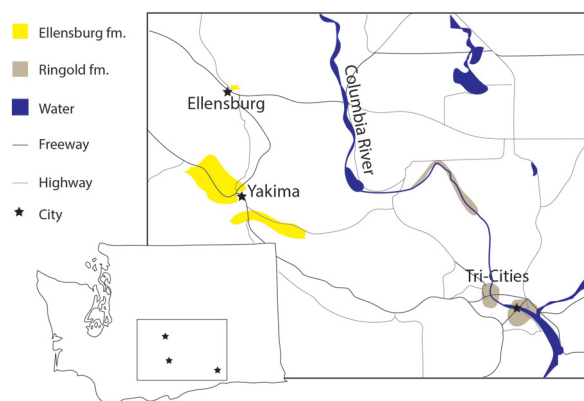 Ellensburg fm.
Ringold fm.
Water
Freeway
Highway
City
Ellensburg
Columbia River
Yakima
Tri-Cities